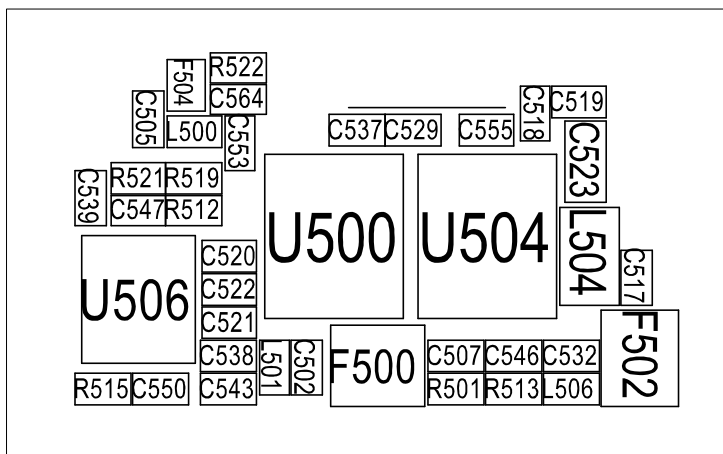 R522
F504
C564
C505
L500
C553
C537 C529 C555
C518
C519
C523
R521 R519
C539
C547 R512
U500
U504
L504
C517
U506
C520
C522
C521
C538
L501
C502
F500
C507 C546 C532
F502
R515 C550
C543
R501 R513 L506